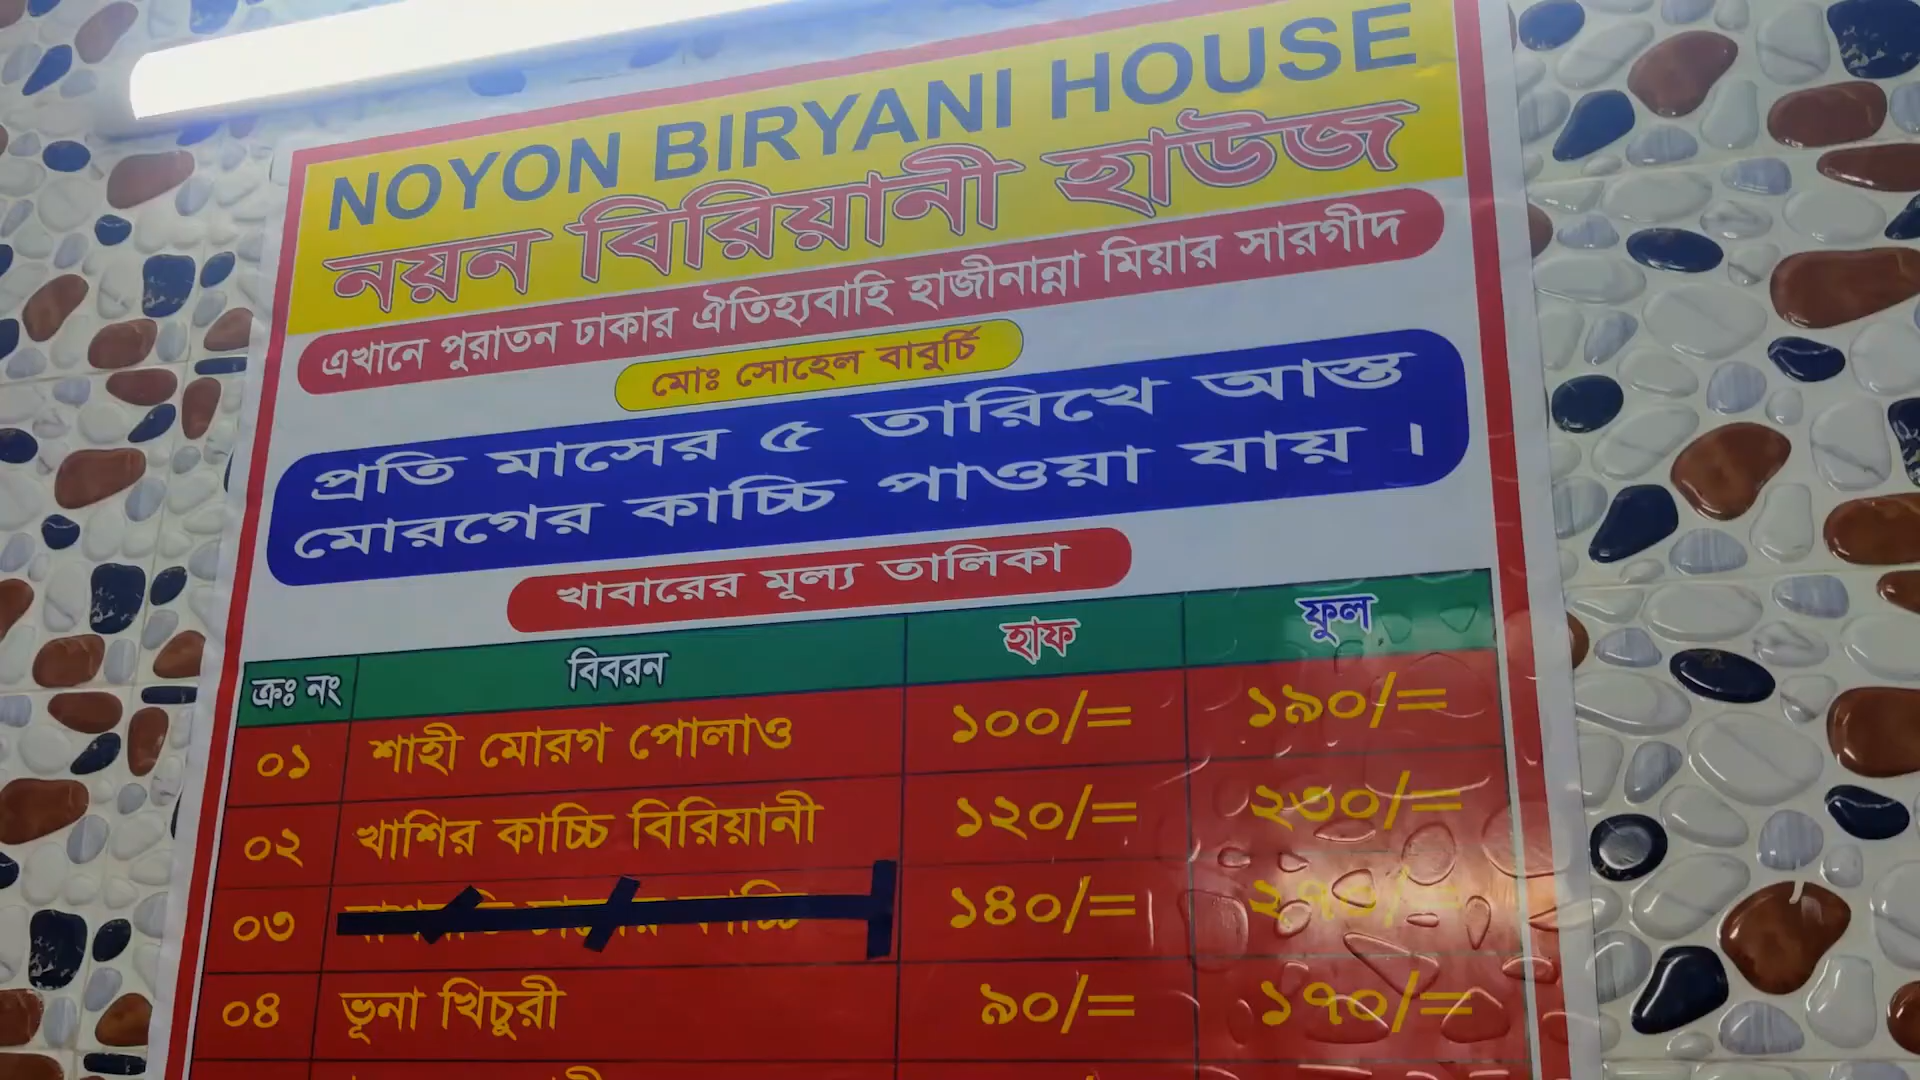 NOYON BIRYANI HOUSE
নয়ন বিরিয়ানী হাউজ
এখানে পুরাতন ঢাকার ঐতিহ্যবাহি হাজীনান্না মিয়ার সারগীদ
মোঃ সোহেল বাবুর্চি
প্রতি মাসের ৫ তারিখে আস্ত
মোরগের কাচ্চি পাওয়া যায় ।
খাবারের মূল্য তালিকা
ক্রঃ নং বিবরন হাফ ফুল
০১ শাহী মোরগ পোলাও ১০০/= ১৯০/=
০২ খাশির কাচ্চি বিরিয়ানী ১২০/= ২৩০/=
০৩ কাচ্চি ১৪০/= ২৭০/=
০৪ ভূনা খিচুরী ৯০/= ১৭০/=